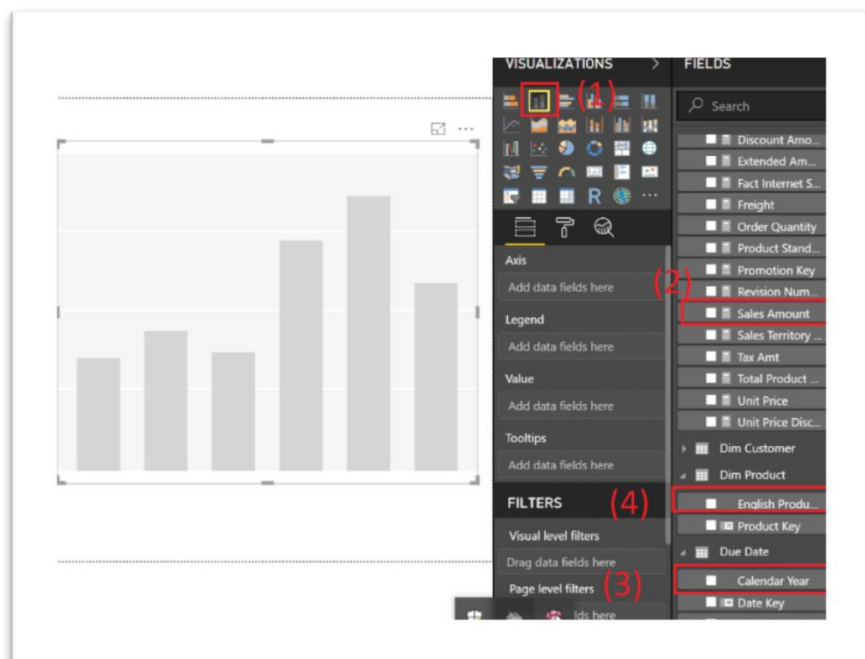 VISUALIZATIONS
(1)
Axis
Add data fields here
Legend
Add data fields here
Value
Add data fields here
Tooltips
Add data fields here
FILTERS
Visual level filters
Drag data fields here
Page level filters
(3)
lds here
FIELDS
Search
Discount Amo...
Extended Am...
Fact Internet S...
Freight
Order Quantity
Product Stand...
Promotion Key
(2)
Revision Num...
Sales Amount
Sales Territory ...
Tax Amt
Total Product ...
Unit Price
Unit Price Disc...
Dim Customer
Dim Product
(4)
English Produ...
Product Key
Due Date
Calendar Year
Date Key